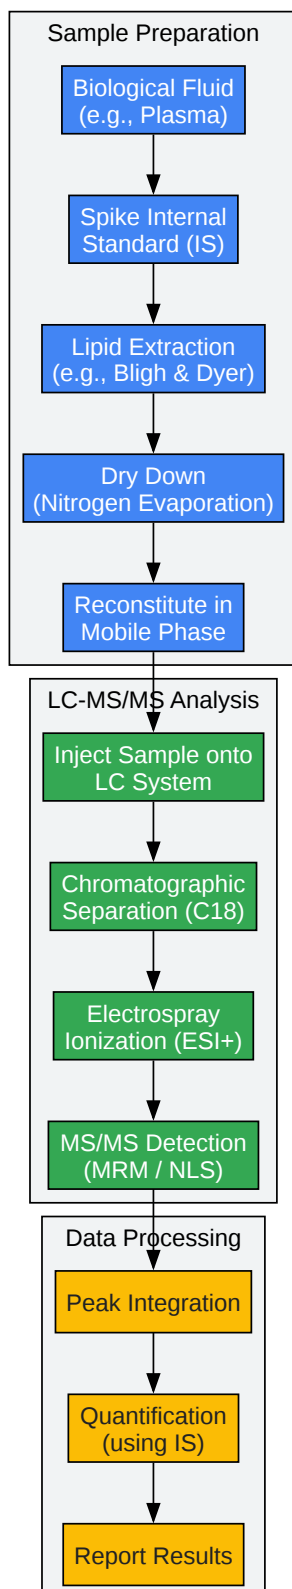 Sample Preparation
Biological Fluid
(e.g., Plasma)
Spike Internal
Standard (IS)
Lipid Extraction
(e.g., Bligh & Dyer)
Dry Down
(Nitrogen Evaporation)
Reconstitute in
Mobile Phase
LC-MS/MS Analysis
Inject Sample onto
LC System
Chromatographic
Separation (C18)
Electrospray
Ionization (ESI+)
MS/MS Detection
(MRM / NLS)
Data Processing
Peak Integration
Quantification
(using IS)
Report Results